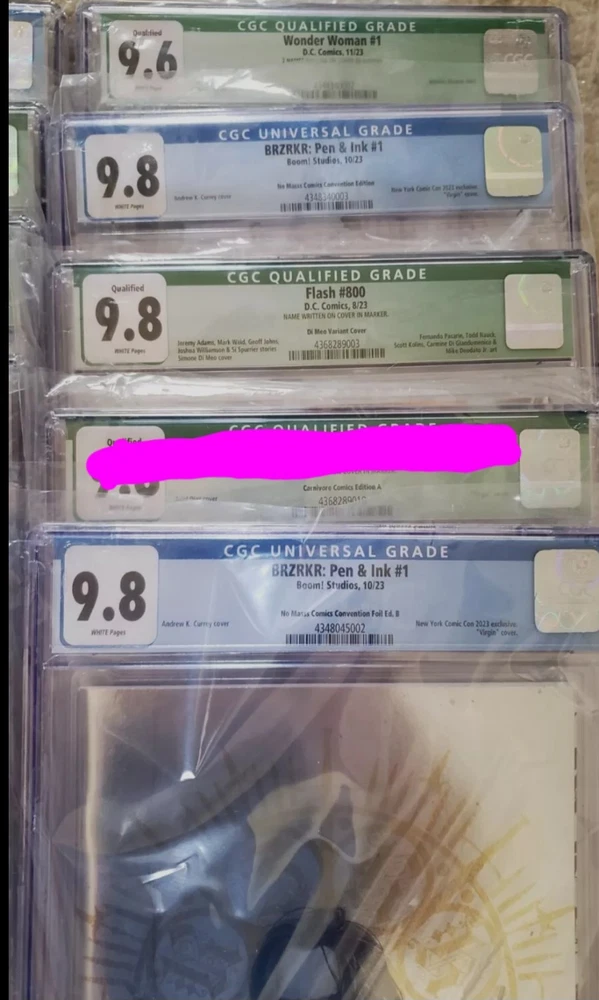 CGC QUALIFIED GRADE
Qualified
9.6
Wonder Woman #1
D.C. Comics, 11/23
CGC UNIVERSAL GRADE
9.8
WHITE Pages
BRZRKR: Pen & Ink #1
Boom! Studios, 10/23
No Masss Comics Convention Edition
4348340003
Andrew K. Currey cover
New York Comic Con 2023 exclusive
"Virgin" cover.
CGC QUALIFIED GRADE
Qualified
9.8
WHITE Pages
Flash #800
D.C. Comics, 8/23
NAME WRITTEN ON COVER IN MARKER.
Di Meo Variant Cover
4368289003
Jeremy Adams, Mark Waid, Geoff Johns,
Joshua Williamson & Si Spurrier stories
Simone Di Meo cover
Fernando Pasarin, Todd Nauck,
Scott Kolins, Carmine Di Giandomenico &
Mike Deodato Jr. art
CGC QUALIFIED GRADE
Carnivore Comics Edition A
WHITE Pages
CGC UNIVERSAL GRADE
9.8
WHITE Pages
BRZRKR: Pen & Ink #1
Boom! Studios, 10/23
No Masss Comics Convention Foil Ed. B
4348045002
Andrew K. Currey cover
New York Comic Con 2023 exclusive.
"Virgin" cover.